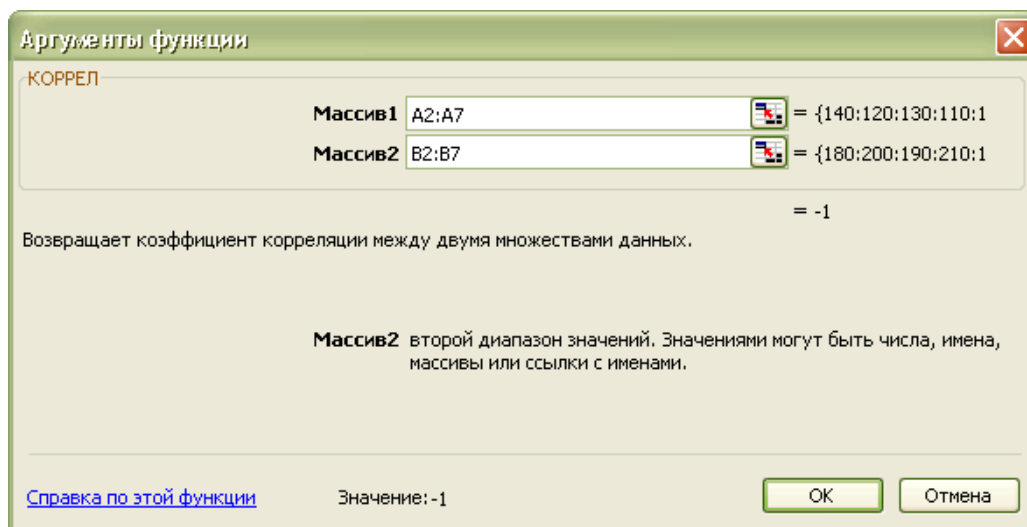 Аргументы функции
КОРРЕЛ
Массив1 A2:A7 = {140:120:130:110:1
Массив2 B2:B7 = {180:200:190:210:1
= -1
Возвращает коэффициент корреляции между двумя множествами данных.
Массив2 второй диапазон значений. Значениями могут быть числа, имена,
массивы или ссылки с именами.
Справка по этой функции Значение:-1 ОК Отмена